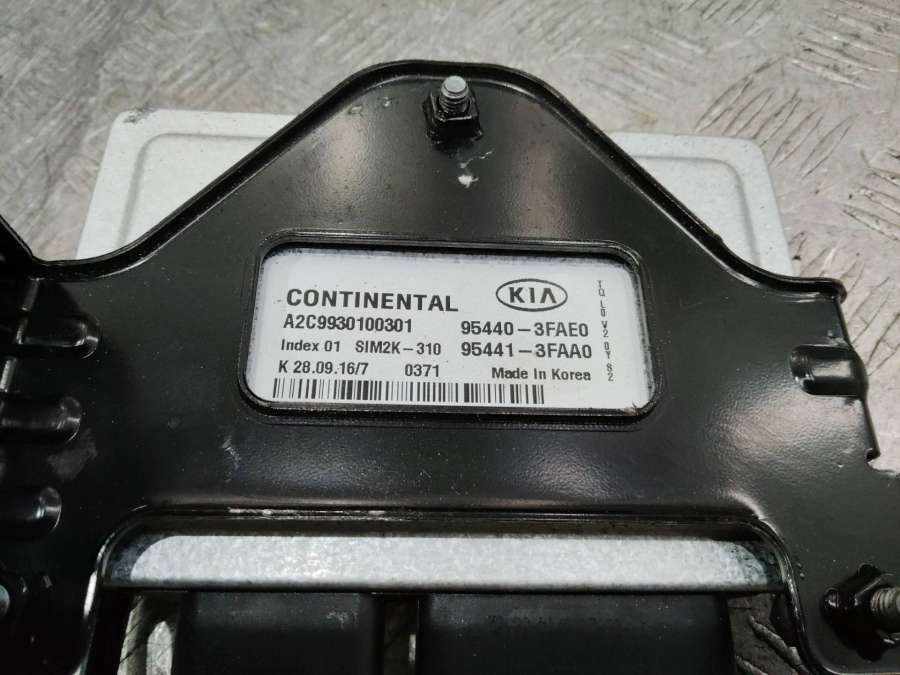 CONTINENTAL
KIA
A2C9930100301
95440-3FAE0
Index 01 SIM2K-310
95441-3FAA0
K 28.09.16/7
0371
Made In Korea